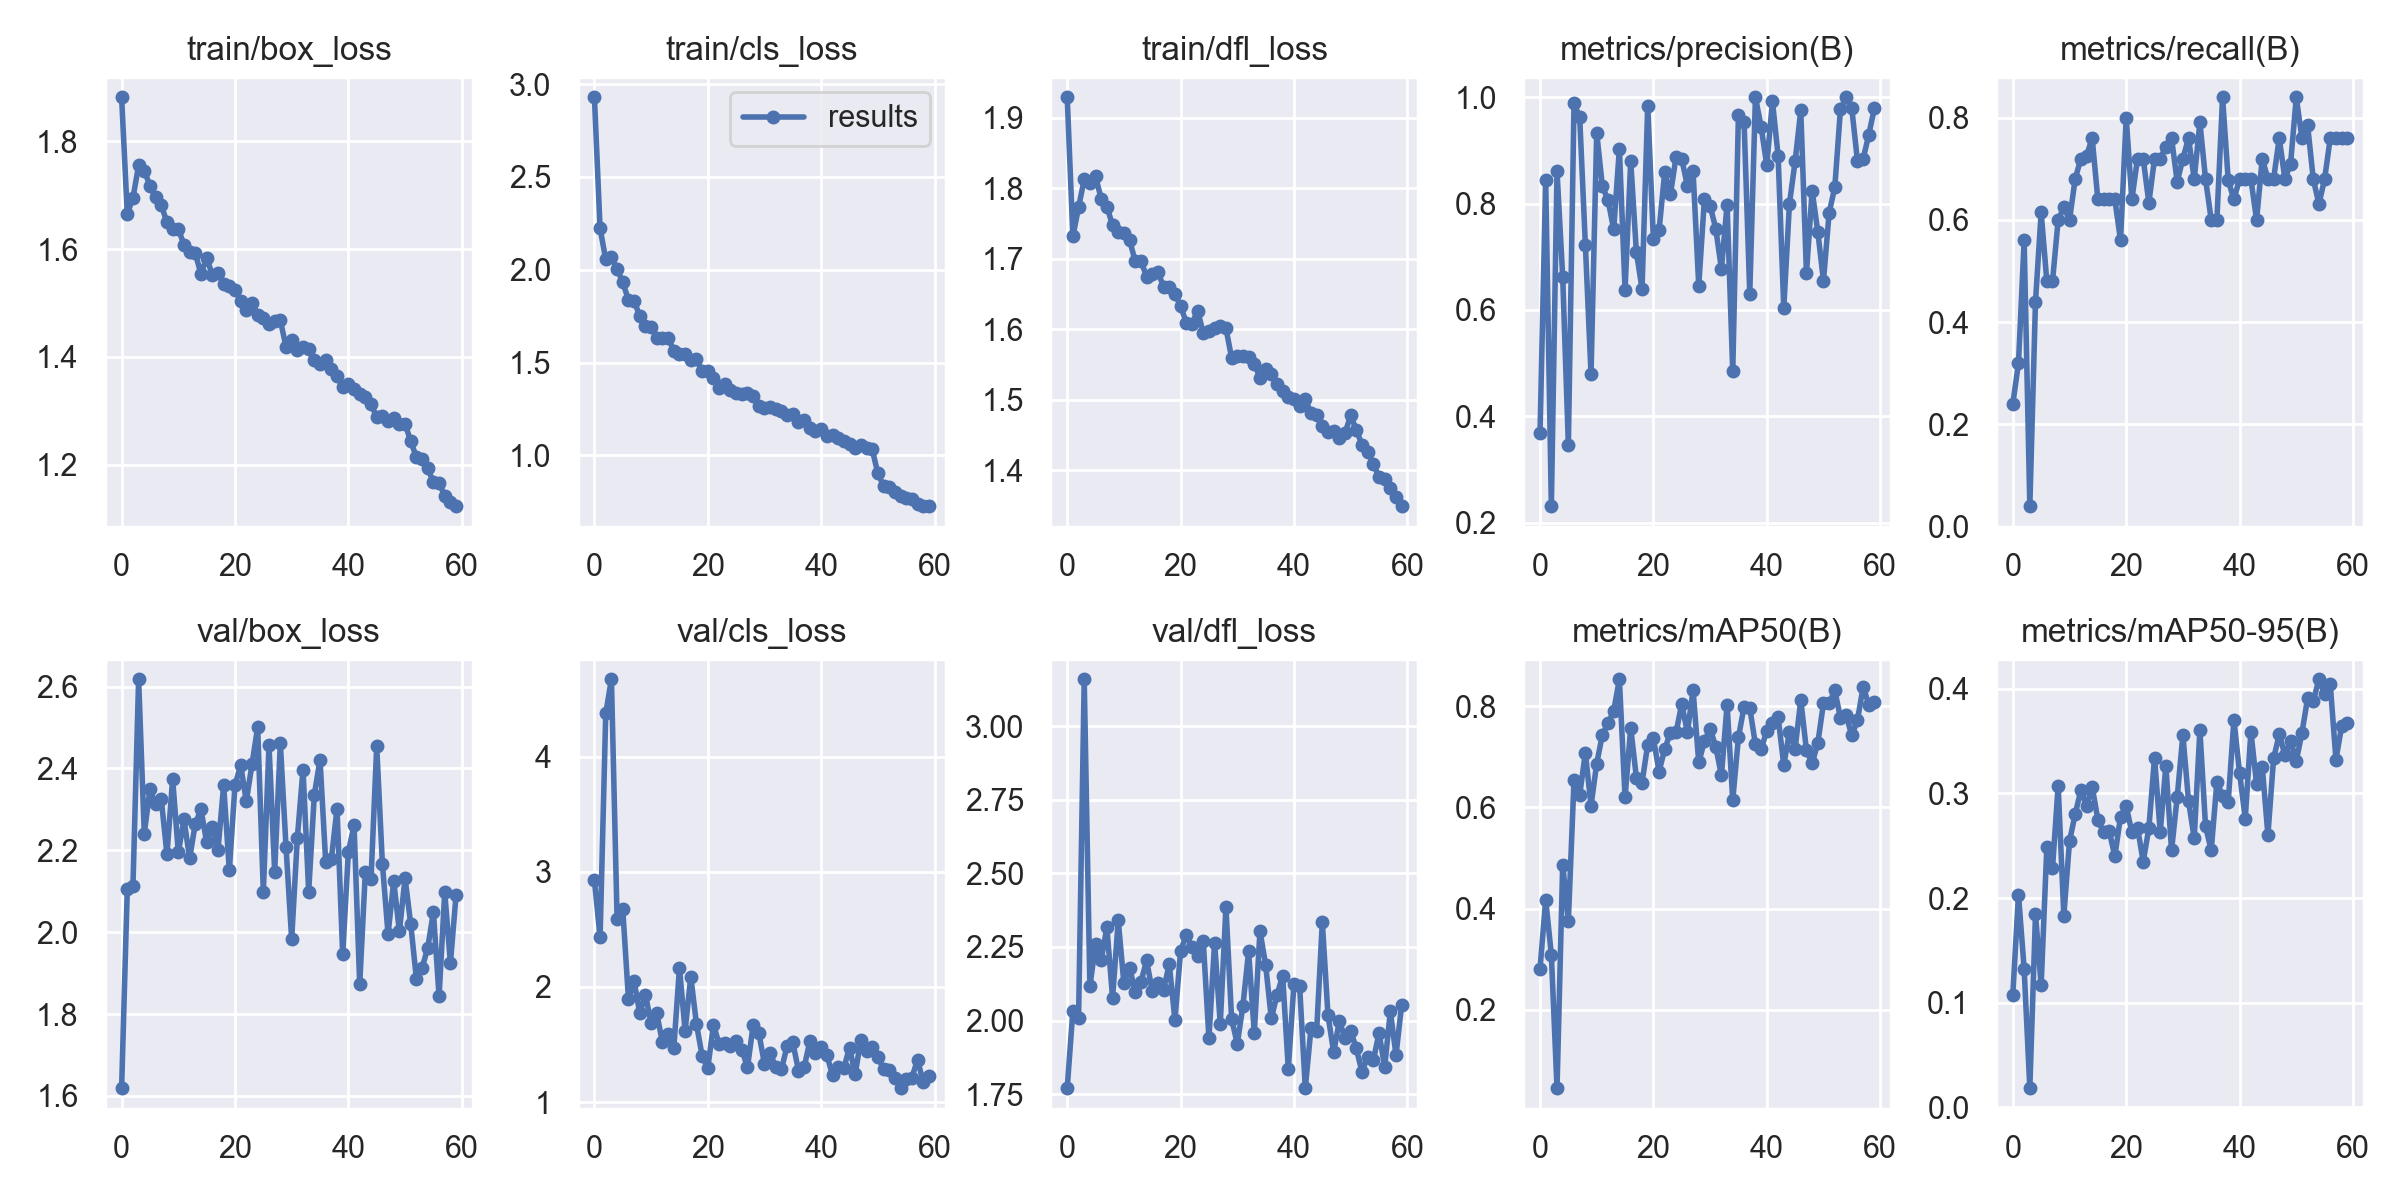 train/box_loss
1.8
1.6
1.4
1.2
0 20 40 60
train/cls_loss
results
3.0
2.5
2.0
1.5
1.0
0 20 40 60
train/dfl_loss
1.9
1.8
1.7
1.6
1.5
1.4
0 20 40 60
metrics/precision(B)
1.0
0.8
0.6
0.4
0.2
0 20 40 60
metrics/recall(B)
0.8
0.6
0.4
0.2
0.0
0 20 40 60
val/box_loss
2.6
2.4
2.2
2.0
1.8
1.6
0 20 40 60
val/cls_loss
4
3
2
1
0 20 40 60
val/dfl_loss
3.00
2.75
2.50
2.25
2.00
1.75
0 20 40 60
metrics/mAP50(B)
0.8
0.6
0.4
0.2
0 20 40 60
metrics/mAP50-95(B)
0.4
0.3
0.2
0.1
0.0
0 20 40 60